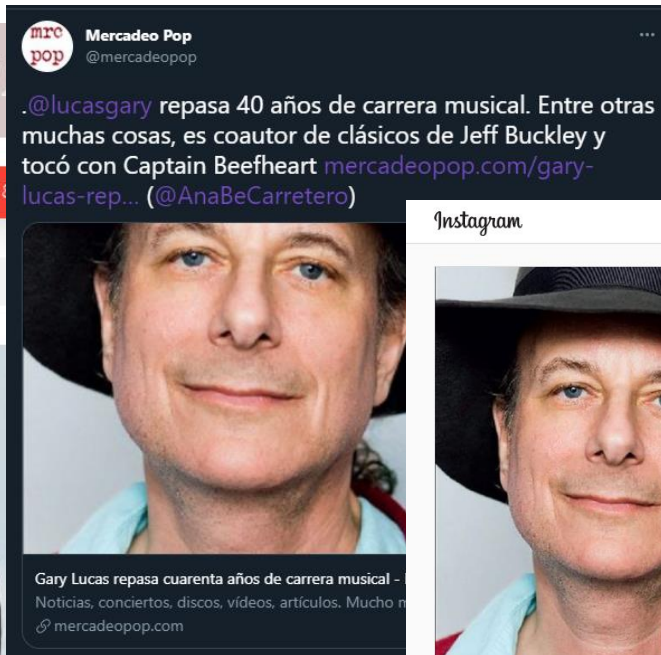 mrc
pop
Mercadeo Pop
@mercadeopop
.@lucasgary repasa 40 años de carrera musical. Entre otras
muchas cosas, es coautor de clásicos de Jeff Buckley y
tocó con Captain Beefheart mercadeopop.com/gary-
lucas-rep... (@AnaBeCarretero)
Instagram
Gary Lucas repasa cuarenta años de carrera musical -
Noticias, conciertos, discos, vídeos, artículos. Mucho
mercadeopop.com